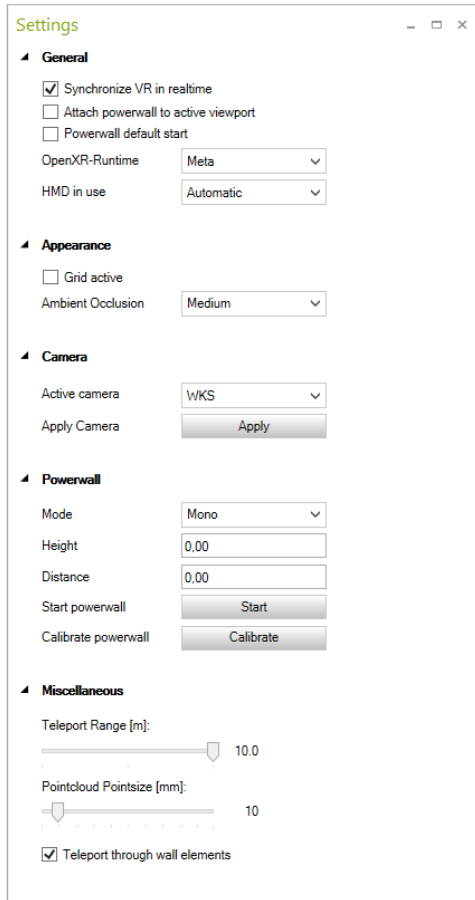 Settings
General
Synchronize VR in realtime
Attach powerwall to active viewport
Powerwall default start
OpenXR-Runtime Meta
HMD in use Automatic
Appearance
Grid active
Ambient Occlusion Medium
Camera
Active camera WKS
Apply Camera Apply
Powerwall
Mode Mono
Height 0,00
Distance 0,00
Start powerwall Start
Calibrate powerwall Calibrate
Miscellaneous
Teleport Range [m]:
10.0
Pointcloud Pointsize [mm]:
10
Teleport through wall elements